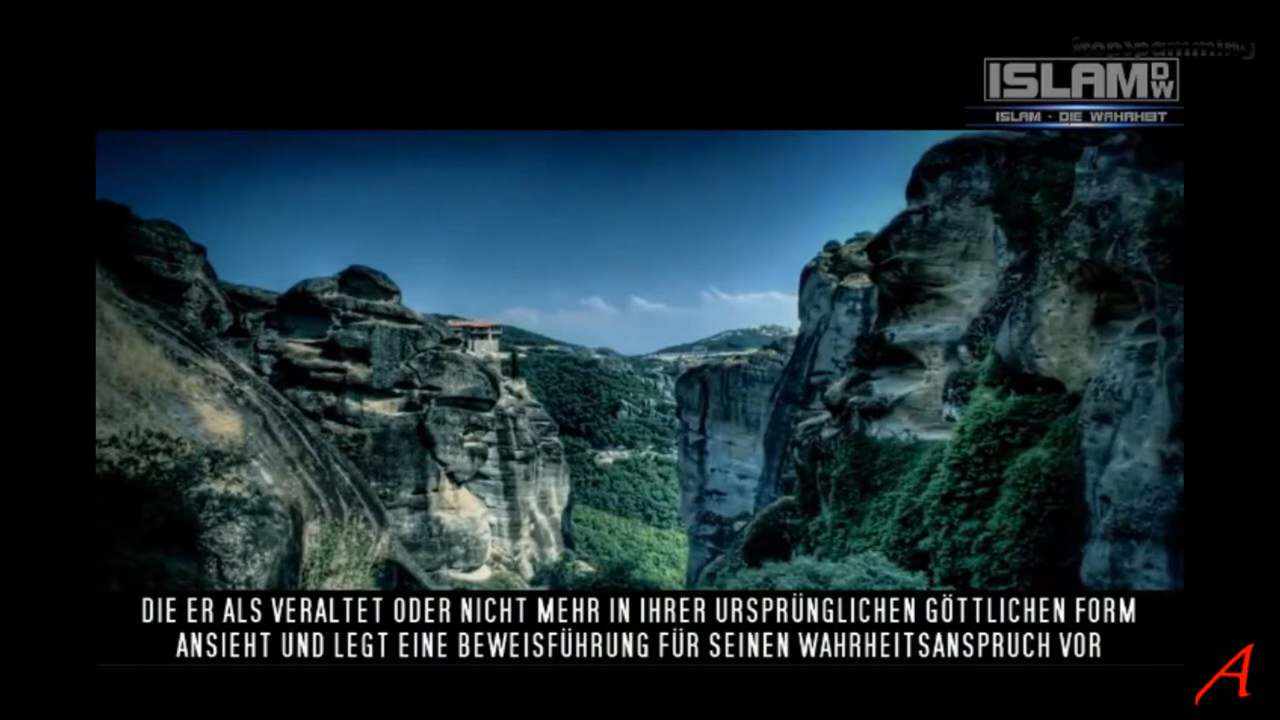 ISLAM DW
ISLAM · DIE WAHRHEIT
DIE ER ALS VERALTET ODER NICHT MEHR IN IHRER URSPRÜNGLICHEN GÖTTLICHEN FORM
ANSIEHT UND LEGT EINE BEWEISFÜHRUNG FÜR SEINEN WAHRHEITSANSPRUCH VOR
A